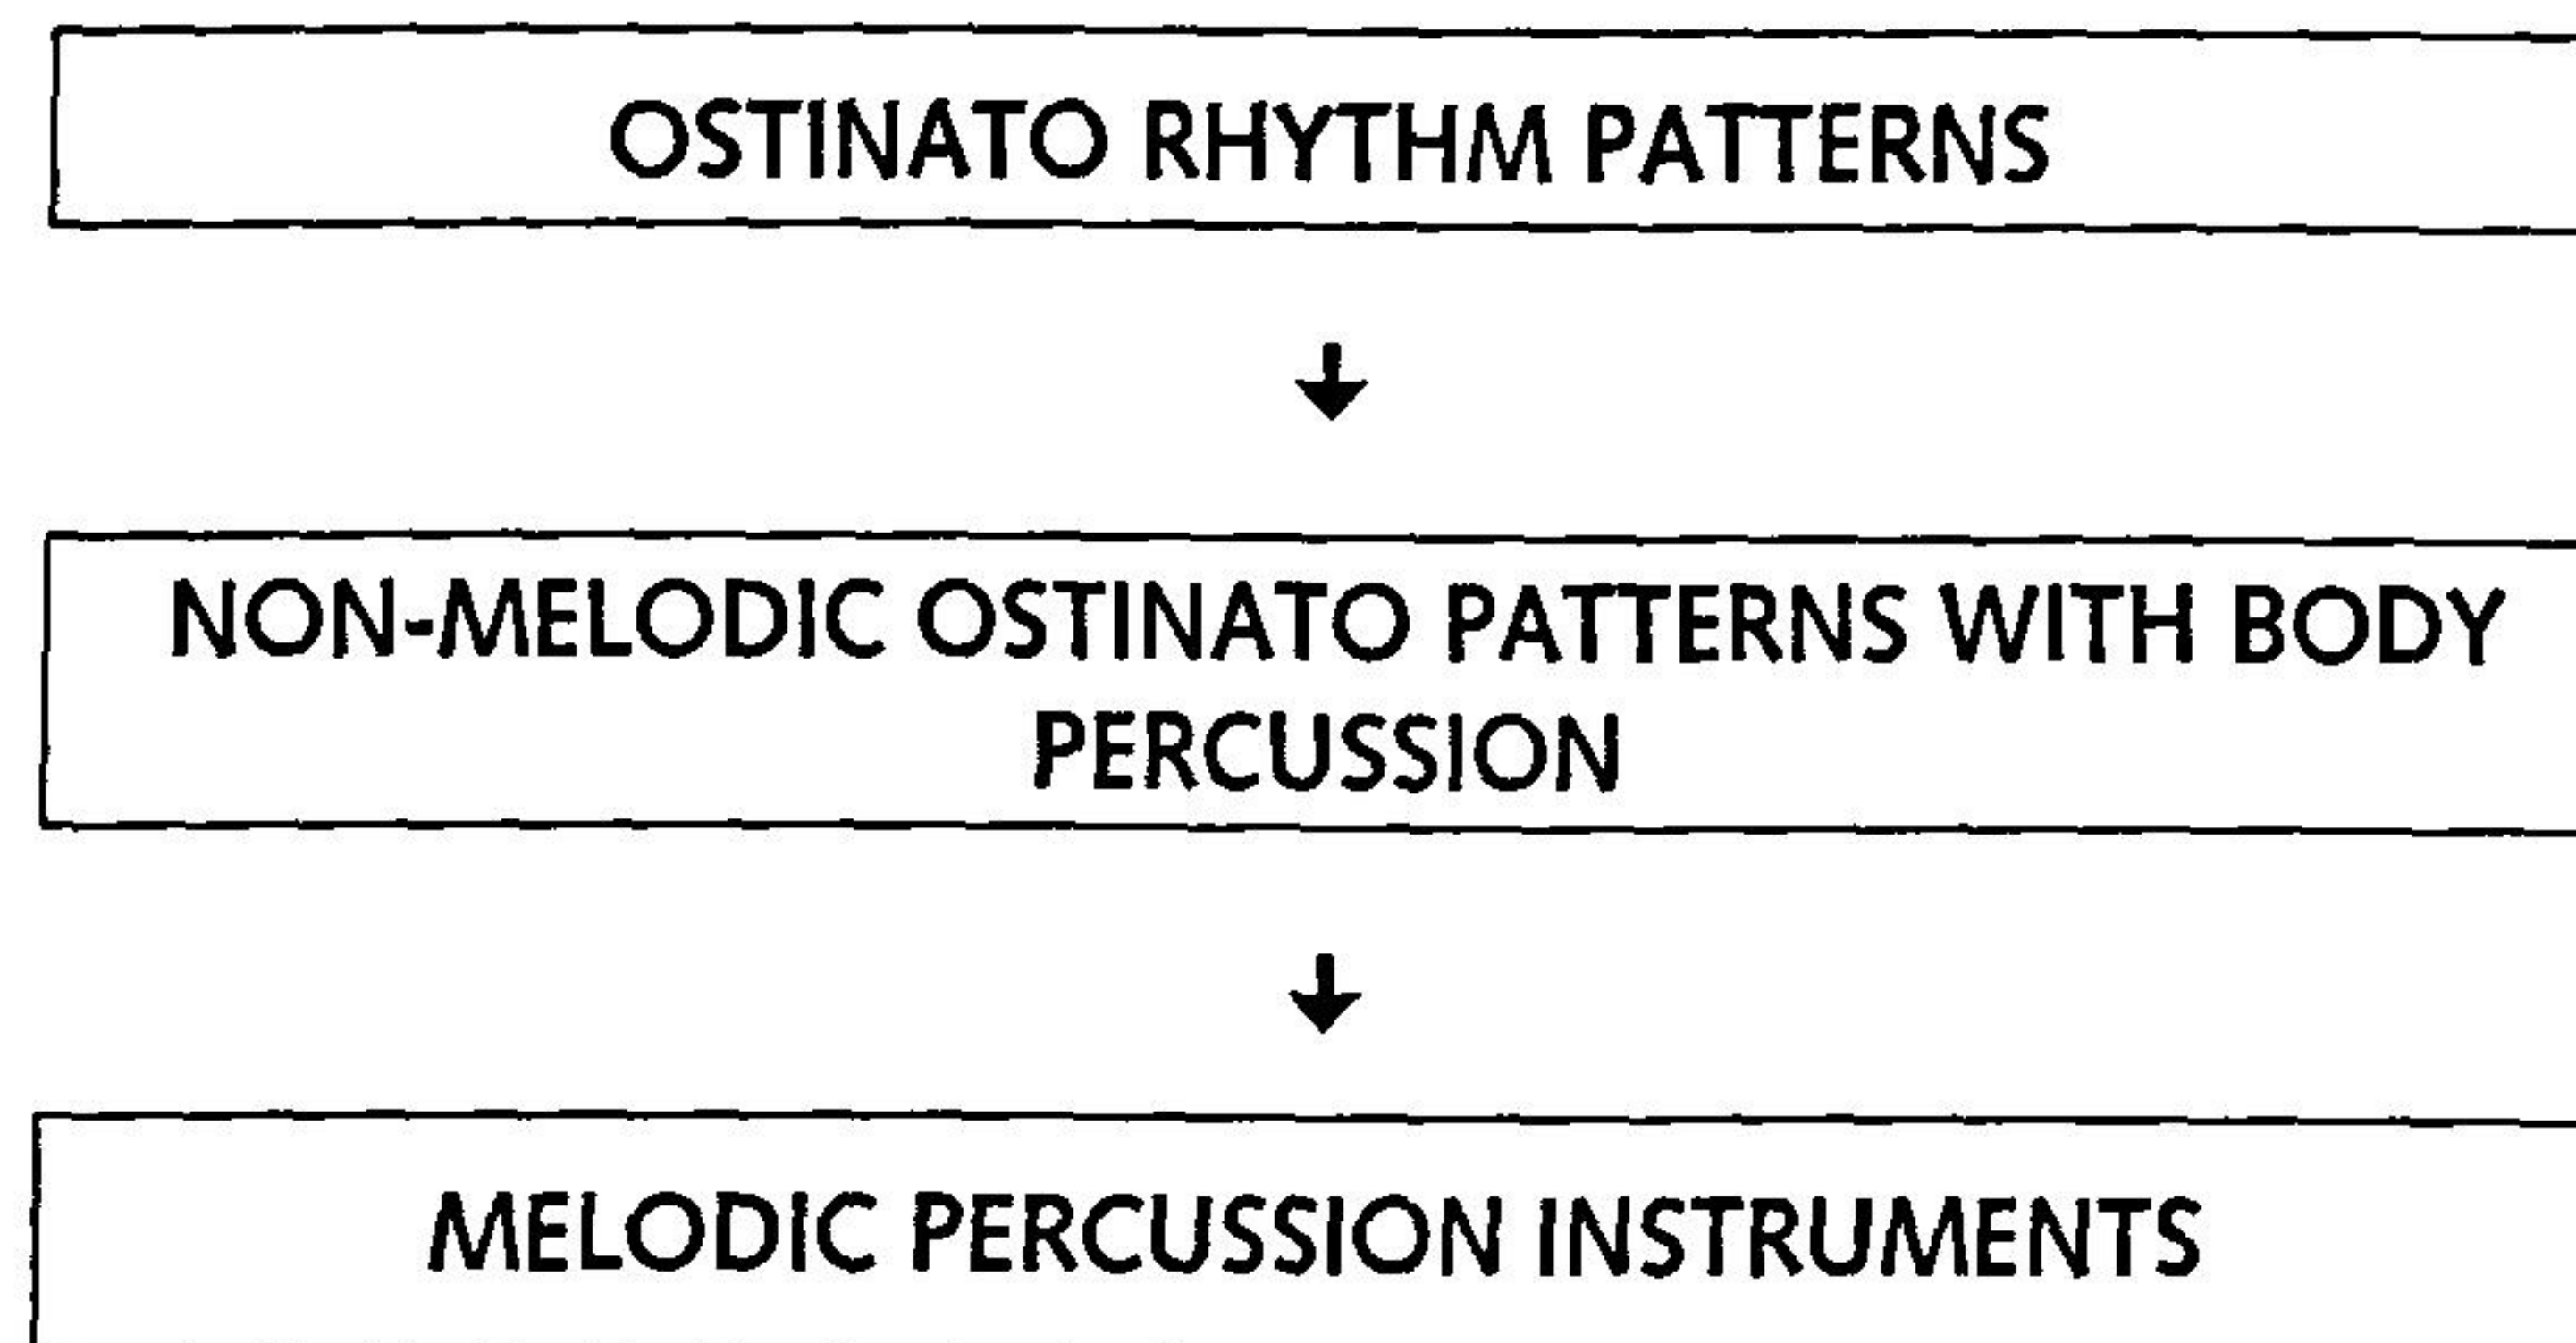 OSTINATO RHYTHM PATTERNS
NON-MELODIC OSTINATO PATTERNS WITH BODY
PERCUSSION
MELODIC PERCUSSION INSTRUMENTS